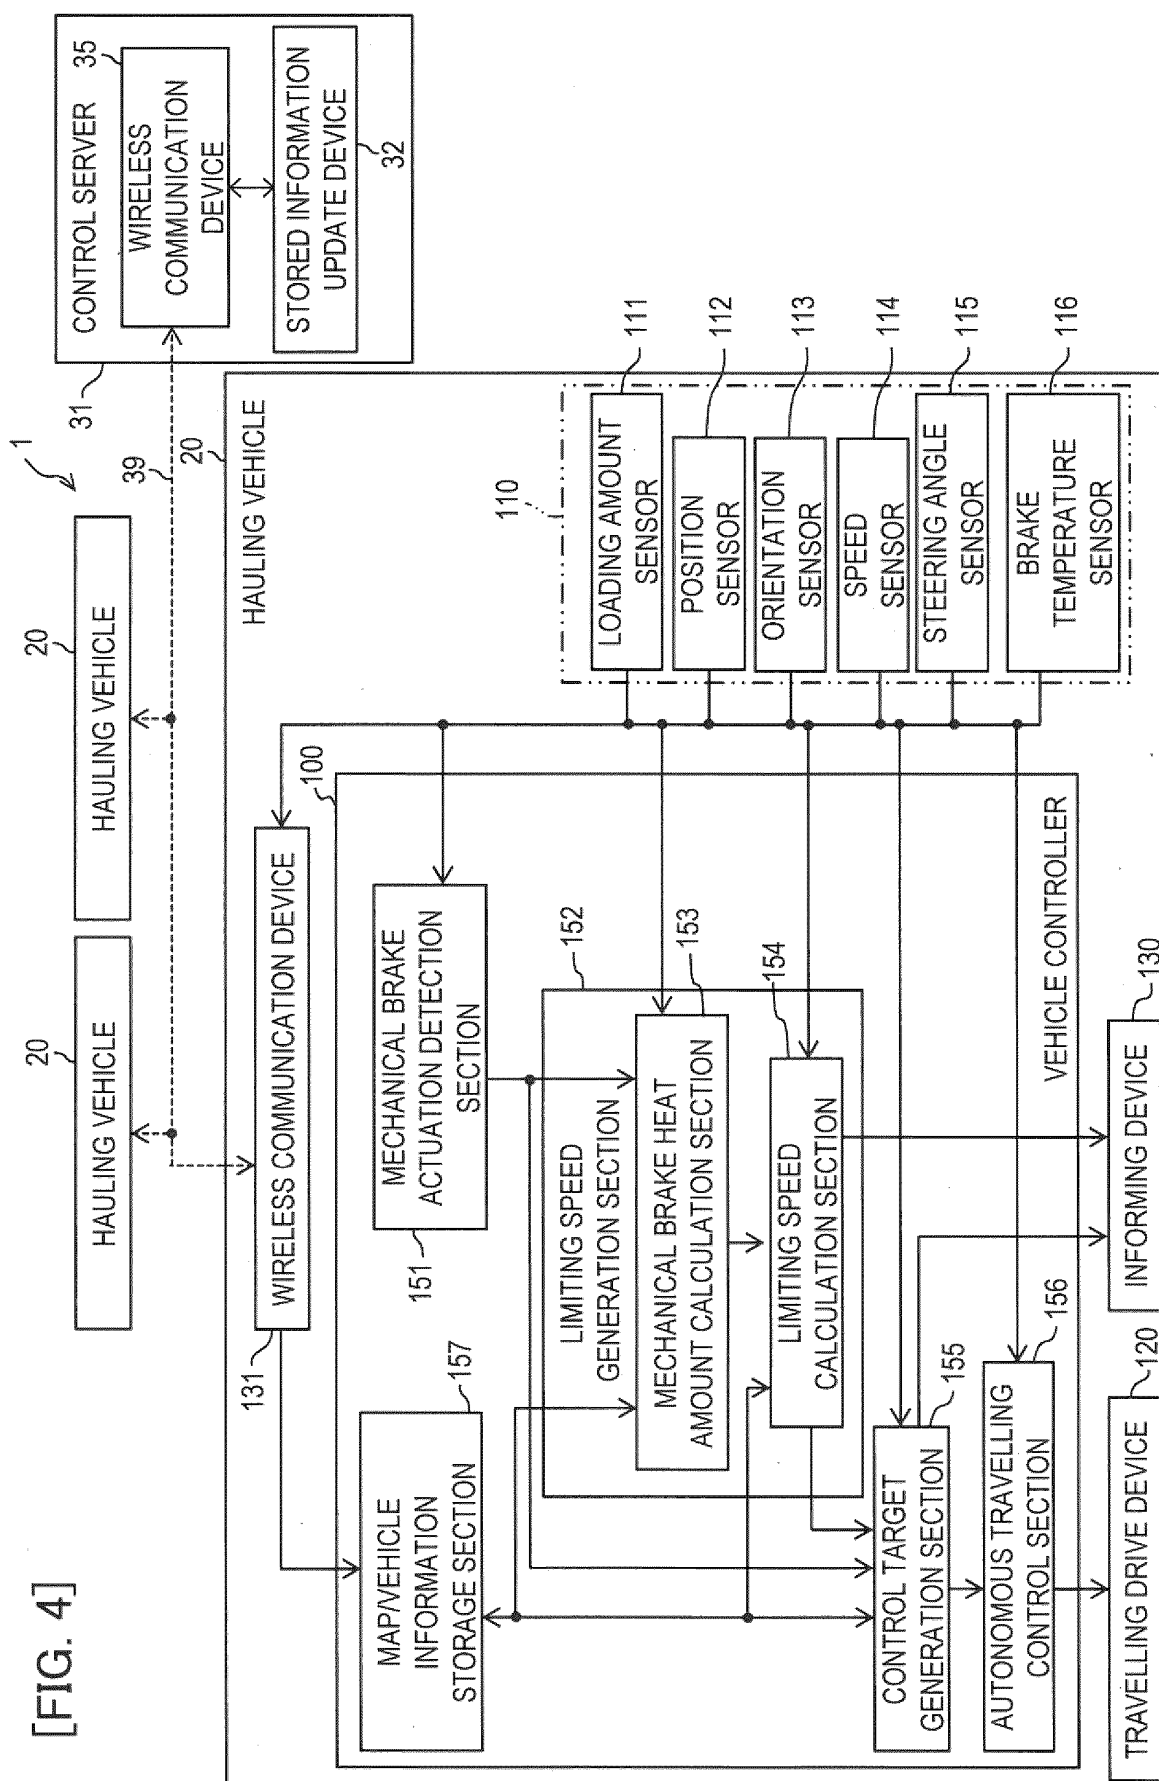 [FIG. 4]
1
20
HAULING VEHICLE
20
HAULING VEHICLE
39
31
CONTROL SERVER
35
WIRELESS
COMMUNICATION
DEVICE
STORED INFORMATION
UPDATE DEVICE
32
20
HAULING VEHICLE
131
WIRELESS COMMUNICATION DEVICE
100
MAP/VEHICLE
INFORMATION
STORAGE SECTION
157
151
MECHANICAL BRAKE
ACTUATION DETECTION
SECTION
152
LIMITING SPEED
GENERATION SECTION
153
MECHANICAL BRAKE HEAT
AMOUNT CALCULATION SECTION
154
LIMITING SPEED
CALCULATION SECTION
CONTROL TARGET
GENERATION SECTION
155
AUTONOMOUS TRAVELLING
CONTROL SECTION
156
VEHICLE CONTROLLER
TRAVELLING DRIVE DEVICE
120
INFORMING DEVICE
130
110
LOADING AMOUNT
SENSOR
111
POSITION
SENSOR
112
ORIENTATION
SENSOR
113
SPEED
SENSOR
114
STEERING ANGLE
SENSOR
115
BRAKE
TEMPERATURE
SENSOR
116